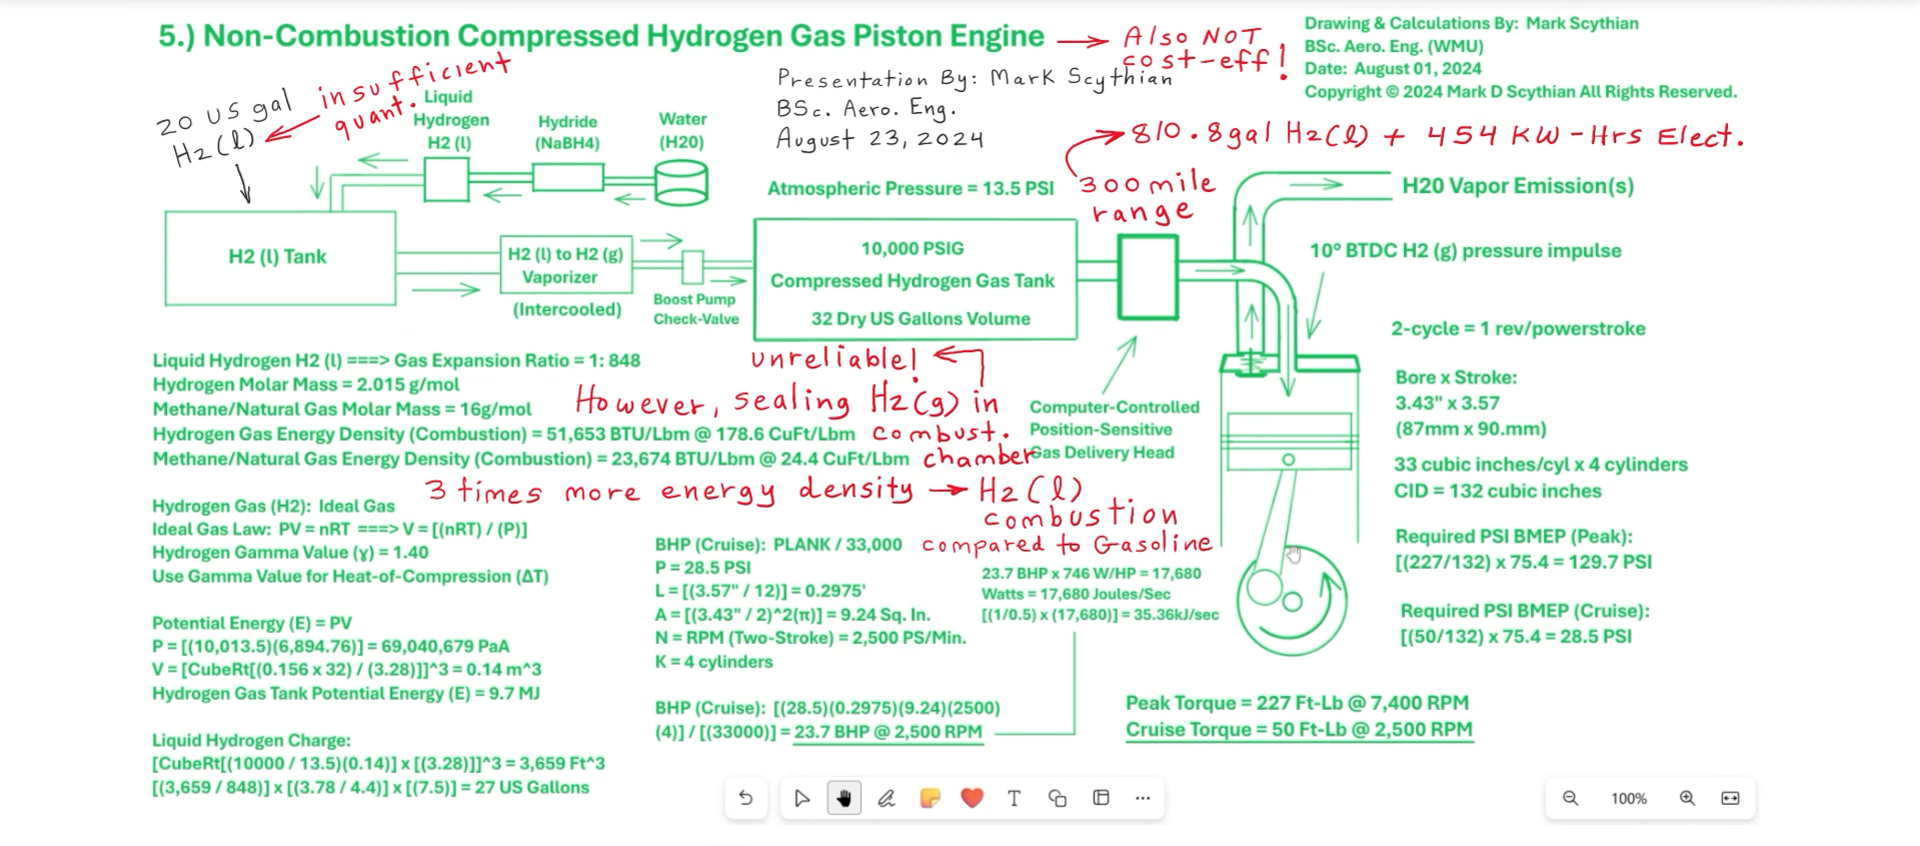 5.) Non-Combustion Compressed Hydrogen Gas Piston Engine → Also NOT
cost-eff!
Drawing & Calculations By: Mark Scythian
BSc. Aero. Eng. (WMU)
Date: August 01, 2024
Copyright © 2024 Mark D Scythian All Rights Reserved.
Presentation By: Mark Scythian
BSc. Aero. Eng.
August 23, 2024
20 US gal
H2(l)
insufficient
quant.
Liquid
Hydrogen
H2 (l)
Hydride
(NaBH4)
Water
(H20)
810.8gal H2(l) + 454 KW-Hrs Elect.
300 mile
range
Atmospheric Pressure = 13.5 PSI
H20 Vapor Emission(s)
H2 (l) Tank
H2 (l) to H2 (g)
Vaporizer
(Intercooled)
Boost Pump
Check-Valve
10,000 PSIG
Compressed Hydrogen Gas Tank
32 Dry US Gallons Volume
10° BTDC H2 (g) pressure impulse
2-cycle = 1 rev/powerstroke
unreliable!
However, sealing H2(g) in
combust.
chamber
Computer-Controlled
Position-Sensitive
Gas Delivery Head
Liquid Hydrogen H2 (l) ===> Gas Expansion Ratio = 1: 848
Hydrogen Molar Mass = 2.015 g/mol
Methane/Natural Gas Molar Mass = 16g/mol
Hydrogen Gas Energy Density (Combustion) = 51,653 BTU/Lbm @ 178.6 CuFt/Lbm
Methane/Natural Gas Energy Density (Combustion) = 23,674 BTU/Lbm @ 24.4 CuFt/Lbm
3 times more energy density → H2(l)
combustion
compared to Gasoline
Hydrogen Gas (H2): Ideal Gas
Ideal Gas Law: PV = nRT ===> V = [(nRT) / (P)]
Hydrogen Gamma Value (γ) = 1.40
Use Gamma Value for Heat-of-Compression (ΔT)
Potential Energy (E) = PV
P = [(10,013.5)(6,894.76)] = 69,040,679 PaA
V = [CubeRt[(0.156 x 32) / (3.28)]]^3 = 0.14 m^3
Hydrogen Gas Tank Potential Energy (E) = 9.7 MJ
Liquid Hydrogen Charge:
[CubeRt[(10000 / 13.5)(0.14)] x [(3.28)]]^3 = 3,659 Ft^3
[(3,659 / 848)] x [(3.78 / 4.4)] x [(7.5)] = 27 US Gallons
BHP (Cruise): PLANK / 33,000
P = 28.5 PSI
L = [(3.57" / 12)] = 0.2975'
A = [(3.43" / 2)^2(π)] = 9.24 Sq. In.
N = RPM (Two-Stroke) = 2,500 PS/Min.
K = 4 cylinders
BHP (Cruise): [(28.5)(0.2975)(9.24)(2500)
(4)] / [(33000)] = 23.7 BHP @ 2,500 RPM
23.7 BHP x 746 W/HP = 17,680
Watts = 17,680 Joules/Sec
[(1/0.5) x (17,680)] = 35.36kJ/sec
Bore x Stroke:
3.43" x 3.57
(87mm x 90.mm)
33 cubic inches/cyl x 4 cylinders
CID = 132 cubic inches
Required PSI BMEP (Peak):
[(227/132) x 75.4 = 129.7 PSI
Required PSI BMEP (Cruise):
[(50/132) x 75.4 = 28.5 PSI
Peak Torque = 227 Ft-Lb @ 7,400 RPM
Cruise Torque = 50 Ft-Lb @ 2,500 RPM
100%